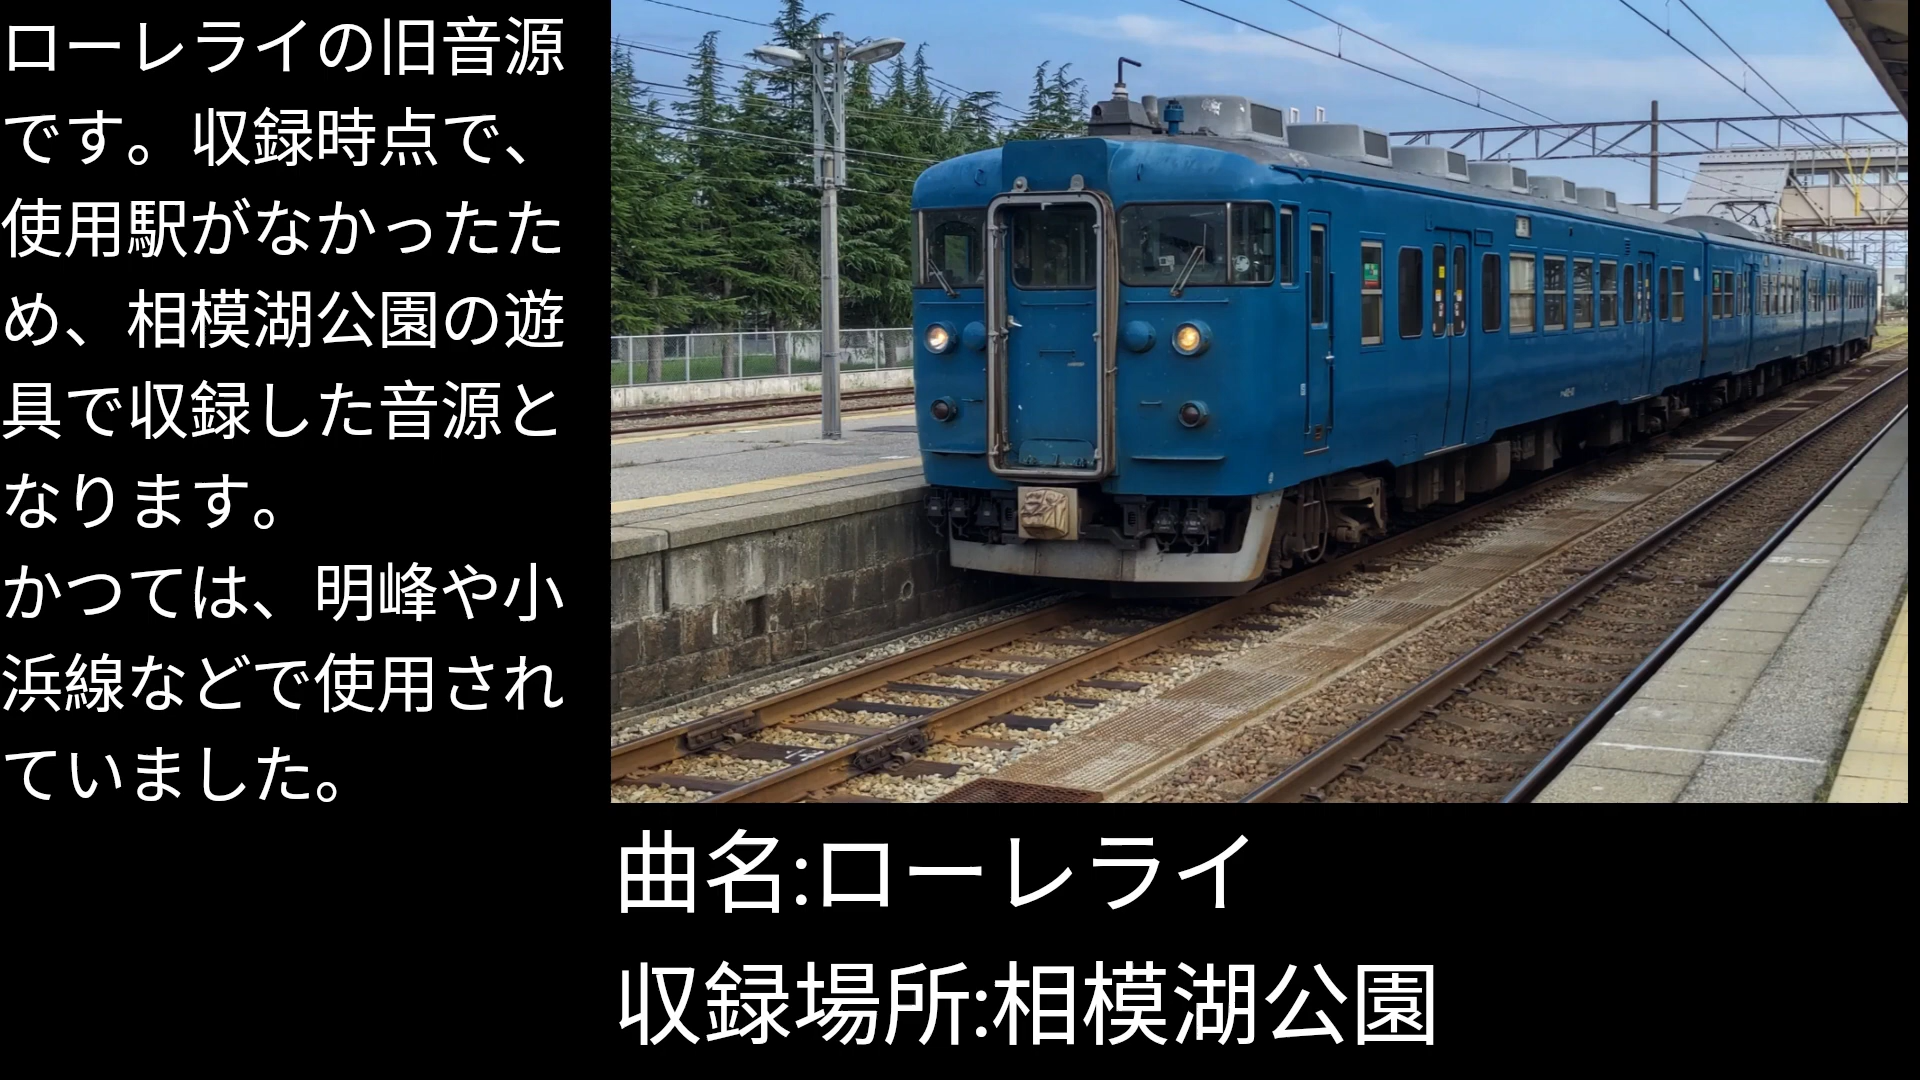 ローレライの旧音源
です。収録時点で、
使用駅がなかったた
め、相模湖公園の遊
具で収録した音源と
なります。
かつては、明峰や小
浜線などで使用され
ていました。
曲名:ローレライ
収録場所:相模湖公園